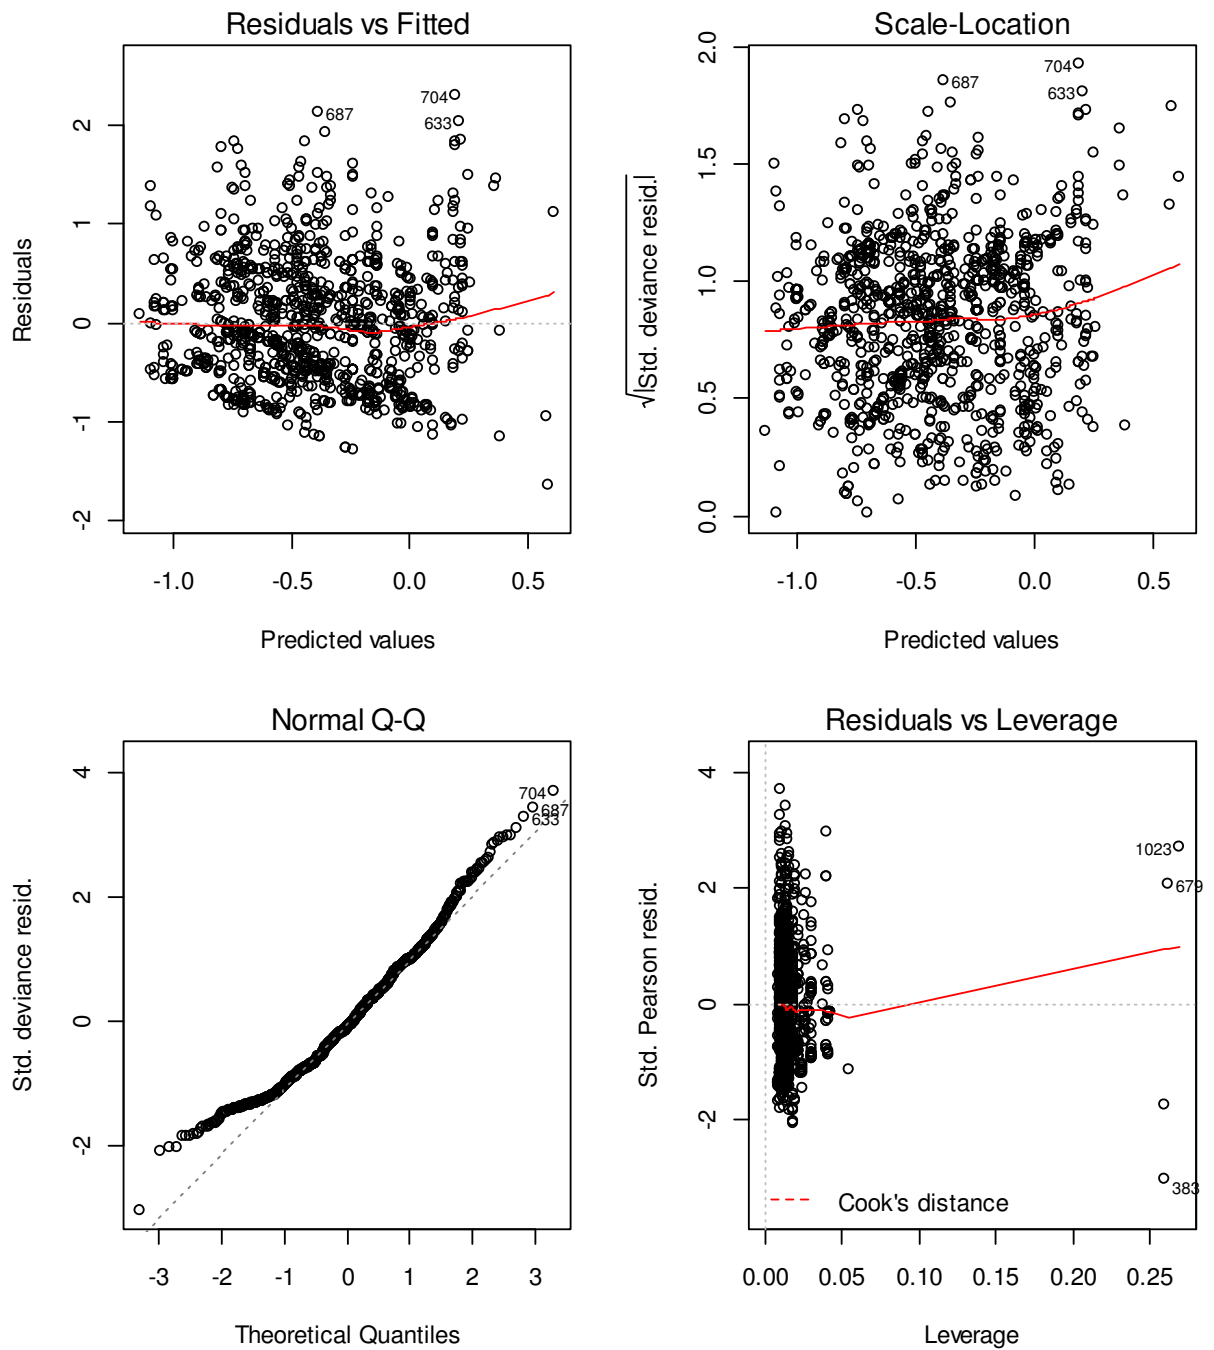 Residuals vs Fitted
Residuals
2
1
0
-1
-2
704
687
633
-1.0 -0.5 0.0 0.5
Predicted values
Scale-Location
√|Std. deviance resid.|
2.0
1.5
1.0
0.5
0.0
704
687
633
-1.0 -0.5 0.0 0.5
Predicted values
Normal Q-Q
Std. deviance resid.
4
2
0
-2
704
687
633
-3 -2 -1 0 1 2 3
Theoretical Quantiles
Residuals vs Leverage
Std. Pearson resid.
4
2
0
-2
1023
679
383
Cook's distance
0.00 0.05 0.10 0.15 0.20 0.25
Leverage